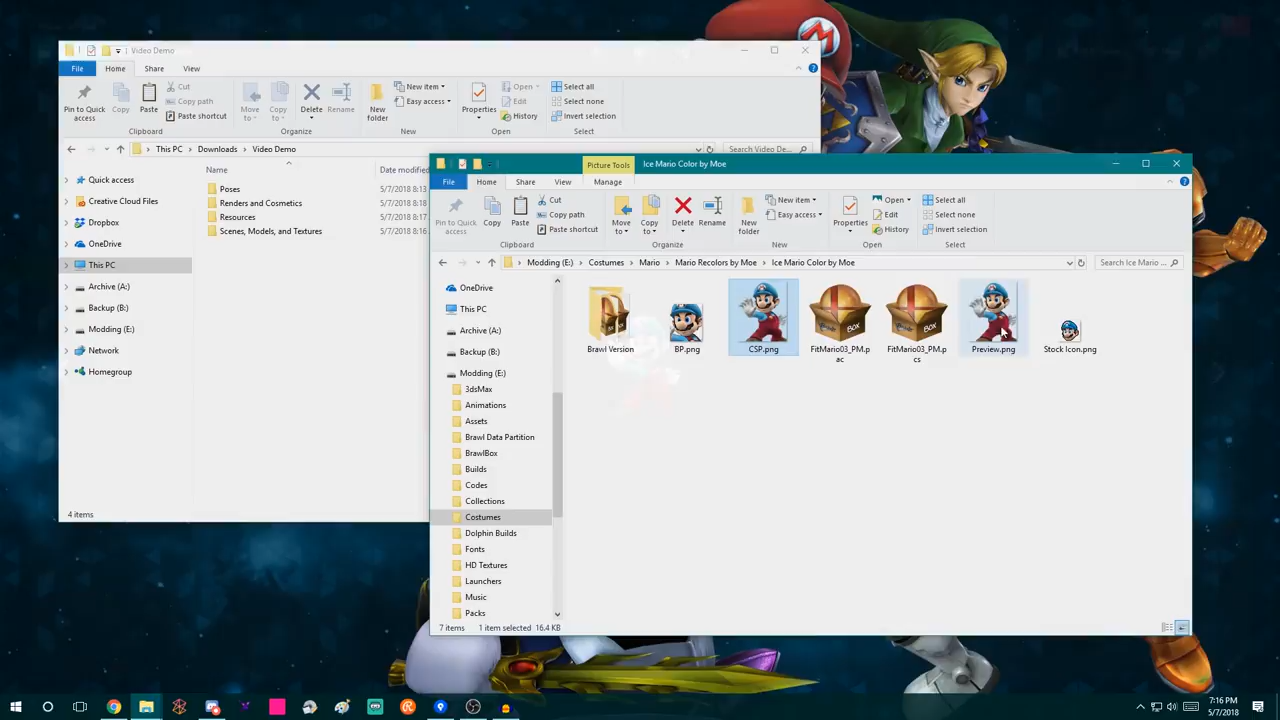 Video Demo
File Home Share View
Pin to Quick access
Copy
Paste
Cut
Copy path
Paste shortcut
Clipboard
Move to
Copy to
Delete
Rename
Organize
New folder
New item
Easy access
New
Properties
Open
Edit
History
Open
Select all
Select none
Invert selection
Select
This PC Downloads Video Demo
Search Video De...
Quick access
Creative Cloud Files
Dropbox
OneDrive
This PC
Archive (A:)
Backup (B:)
Modding (E:)
Network
Homegroup
Name Date modified
Poses 5/7/2018 8:13
Renders and Cosmetics 5/7/2018 8:18
Resources 5/7/2018 8:17
Scenes, Models, and Textures 5/7/2018 8:16
4 items
Picture Tools Ice Mario Color by Moe
File Home Share View Manage
Pin to Quick access
Copy
Paste
Cut
Copy path
Paste shortcut
Clipboard
Move to
Copy to
Delete
Rename
Organize
New folder
New item
Easy access
New
Properties
Open
Edit
History
Open
Select all
Select none
Invert selection
Select
Modding (E:) Costumes Mario Mario Recolors by Moe Ice Mario Color by Moe
Search Ice Mario ...
OneDrive
This PC
Archive (A:)
Backup (B:)
Modding (E:)
3dsMax
Animations
Assets
Brawl Data Partition
BrawlBox
Builds
Codes
Collections
Costumes
Dolphin Builds
Fonts
HD Textures
Launchers
Music
Packs
Brawl Version
BP.png
CSP.png
FitMario03_PM.pac
FitMario03_PM.pcs
Preview.png
Stock Icon.png
7 items 1 item selected 16.4 KB
7:16 PM
5/7/2018